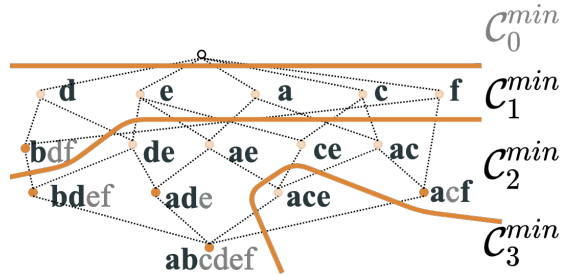 C_0^{min}
d e a c f
C_1^{min}
bdf de ae ce ac
C_2^{min}
bdef ade ace acf
C_3^{min}
abcdef